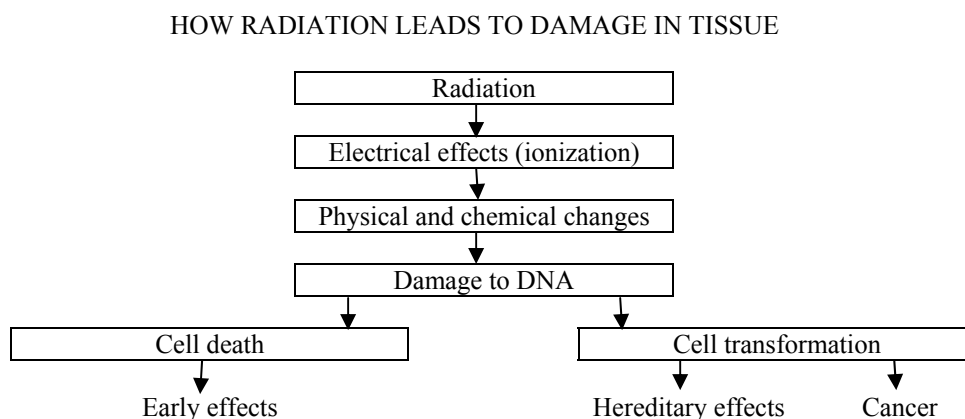 HOW RADIATION LEADS TO DAMAGE IN TISSUE
Radiation
Electrical effects (ionization)
Physical and chemical changes
Damage to DNA
Cell death
Cell transformation
Early effects
Hereditary effects
Cancer